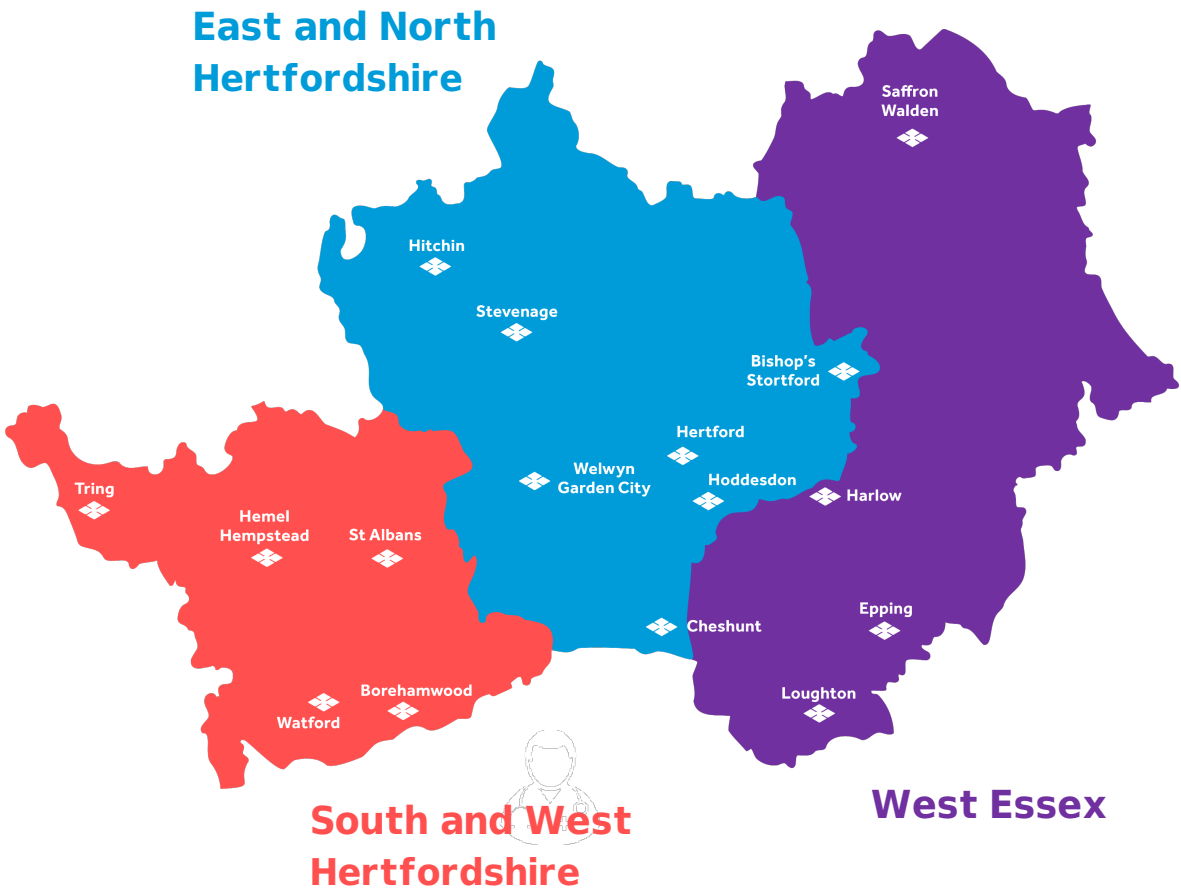 East and North
Hertfordshire
Saffron
Walden
Hitchin
Stevenage
Bishop's
Stortford
Hertford
Welwyn
Garden City
Hoddesdon
Harlow
Tring
Hemel
Hempstead
St Albans
Epping
Cheshunt
Borehamwood
Loughton
Watford
West Essex
South and West
Hertfordshire